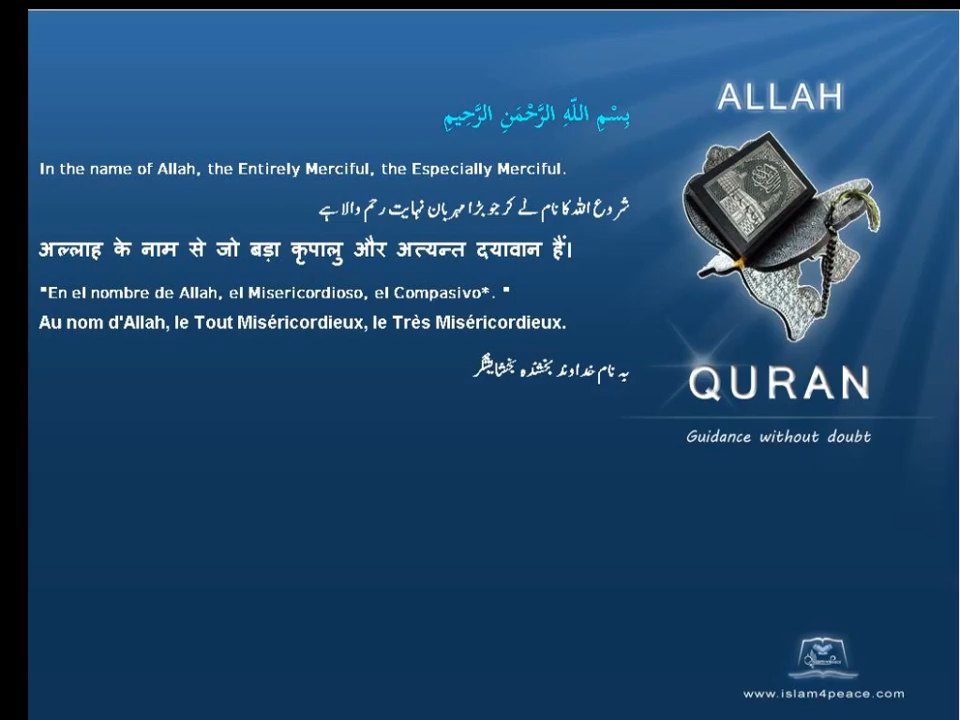 بِسْمِ اللَّهِ الرَّحْمَنِ الرَّحِيمِ
In the name of Allah, the Entirely Merciful, the Especially Merciful.
شروع الله کا نام لے کر جو بڑا مہربان نہایت رحم والا ہے
अल्लाह के नाम से जो बड़ा कृपालु और अत्यन्त दयावान हैं।
"En el nombre de Allah, el Misericordioso, el Compasivo*. "
Au nom d'Allah, le Tout Miséricordieux, le Très Miséricordieux.
به نام خداوند بخشنده بخشایشگر
ALLAH
QURAN
Guidance without doubt
www.islam4peace.com